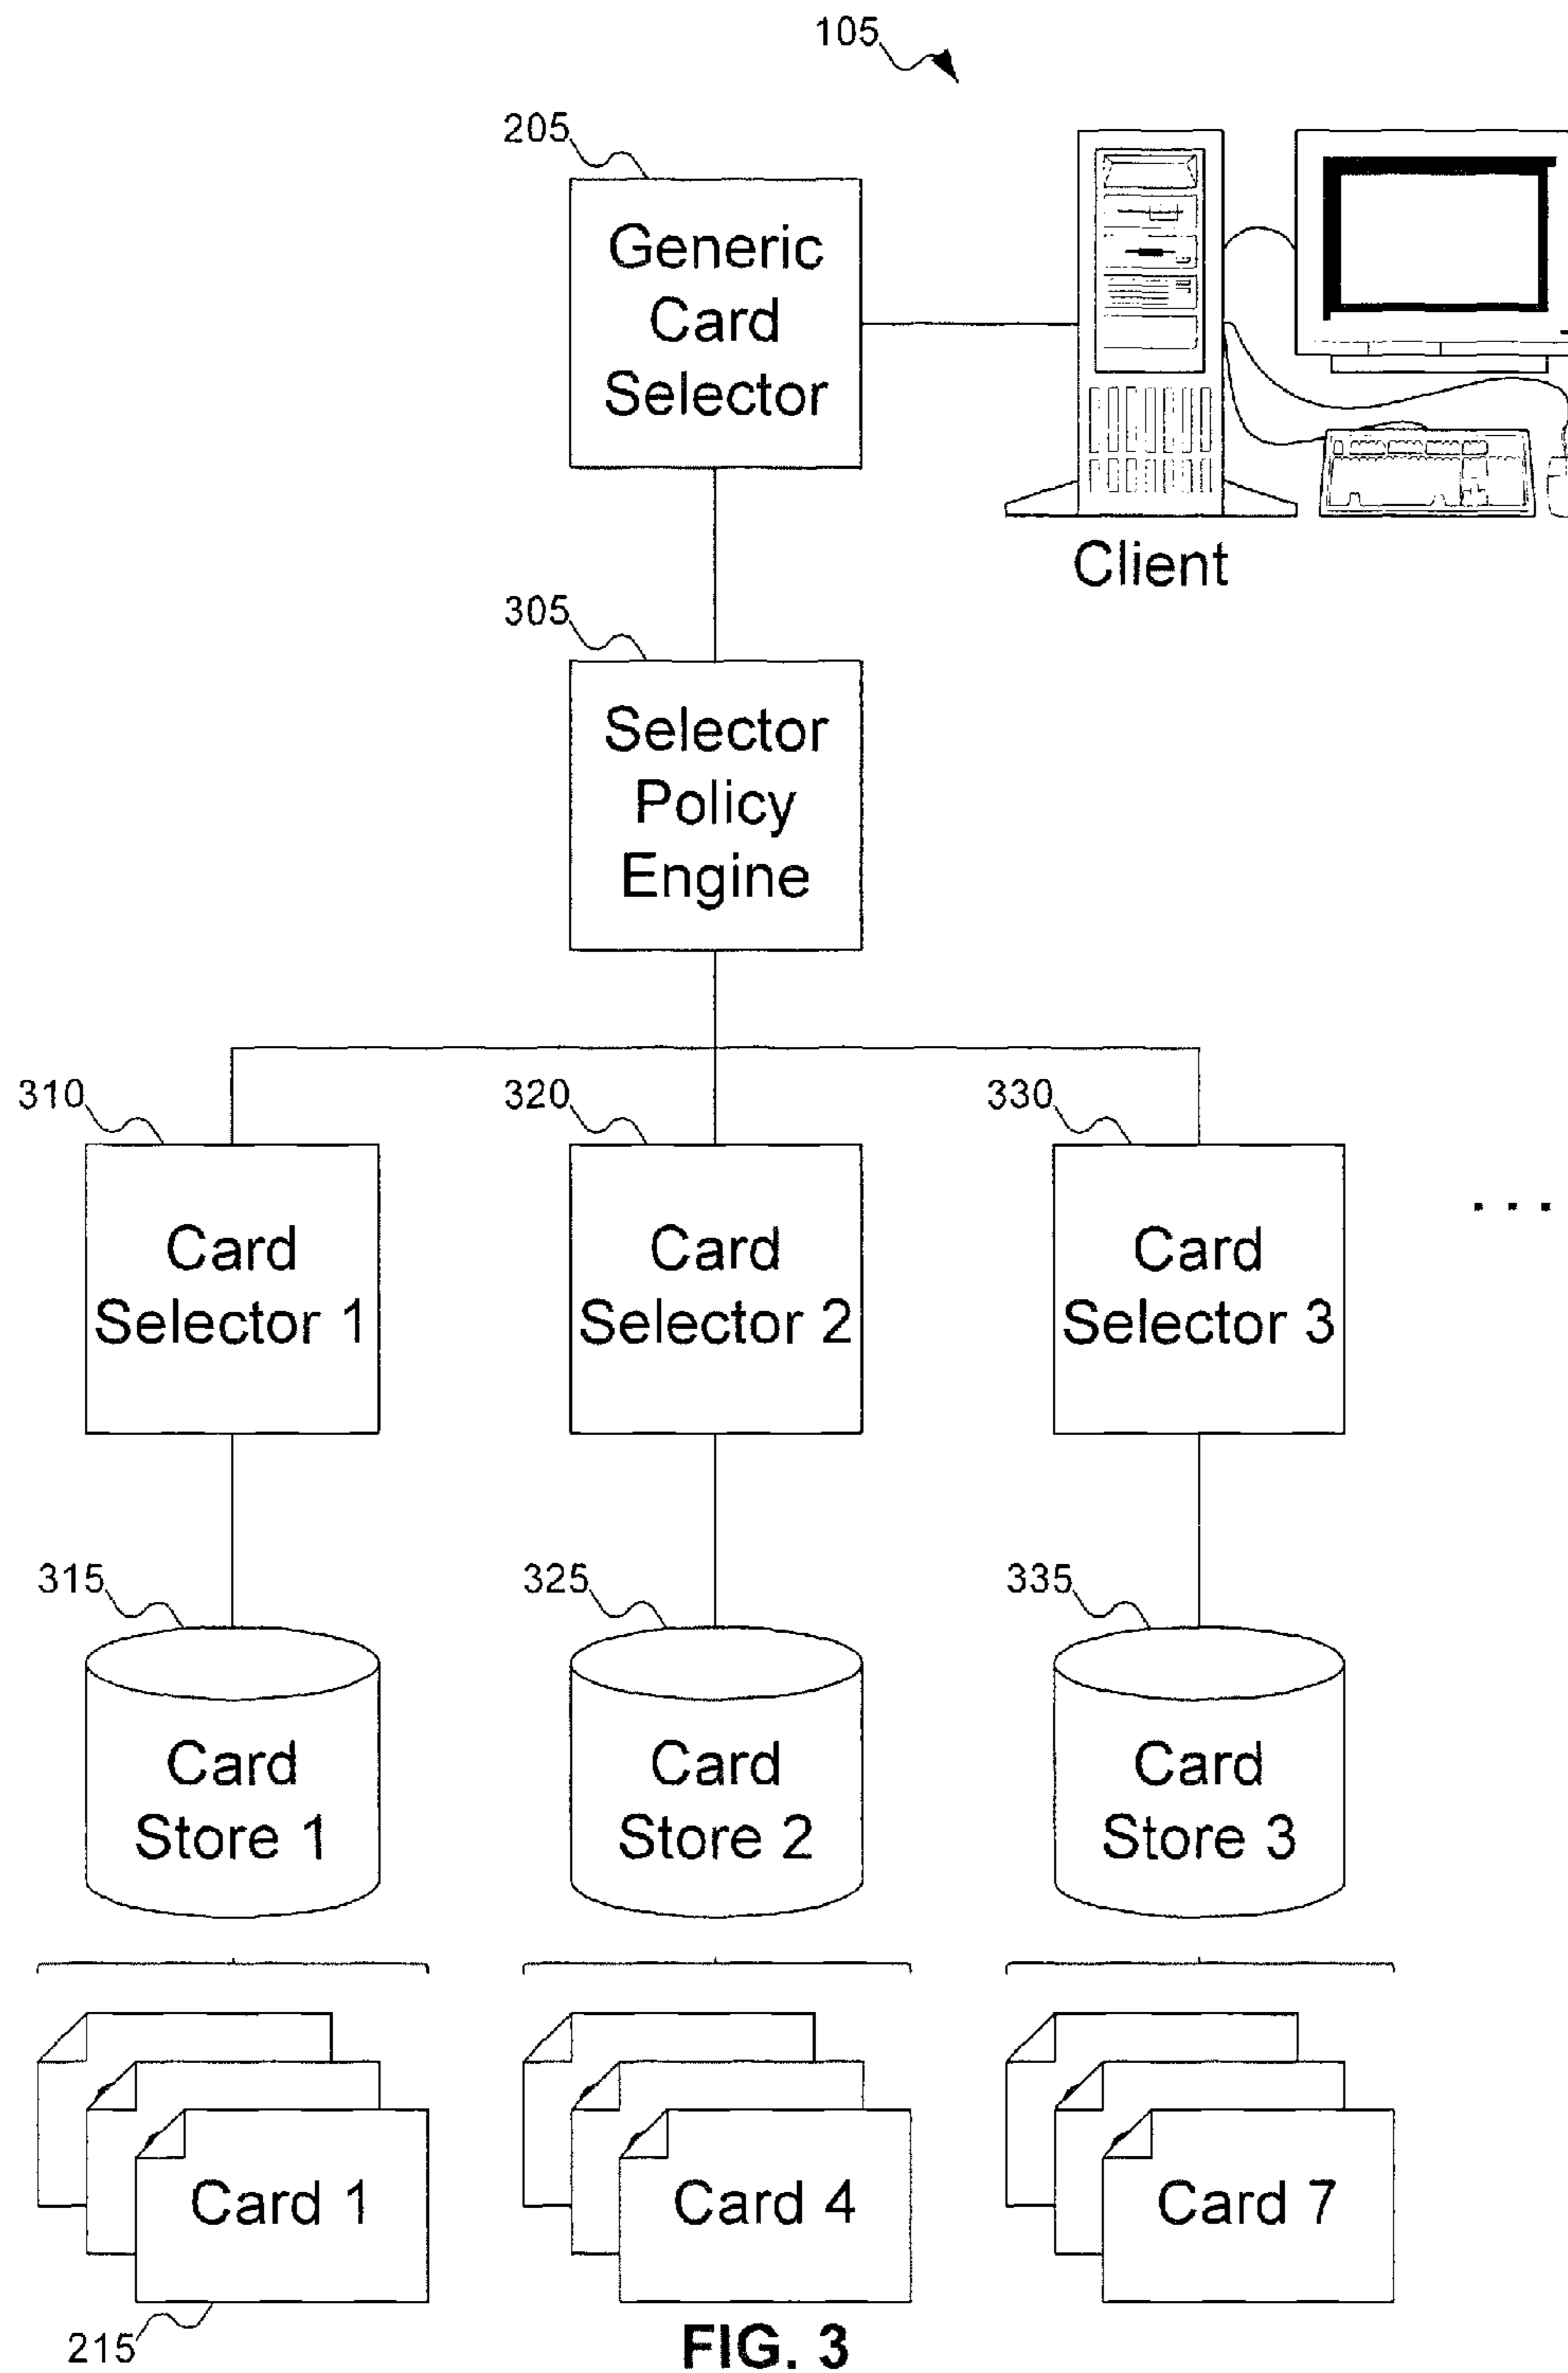 105
205
Generic
Card
Selector
Client
305
Selector
Policy
Engine
310
320
330
Card
Selector 1
Card
Selector 2
Card
Selector 3
. . .
315
325
335
Card
Store 1
Card
Store 2
Card
Store 3
Card 1
Card 4
Card 7
215
FIG. 3